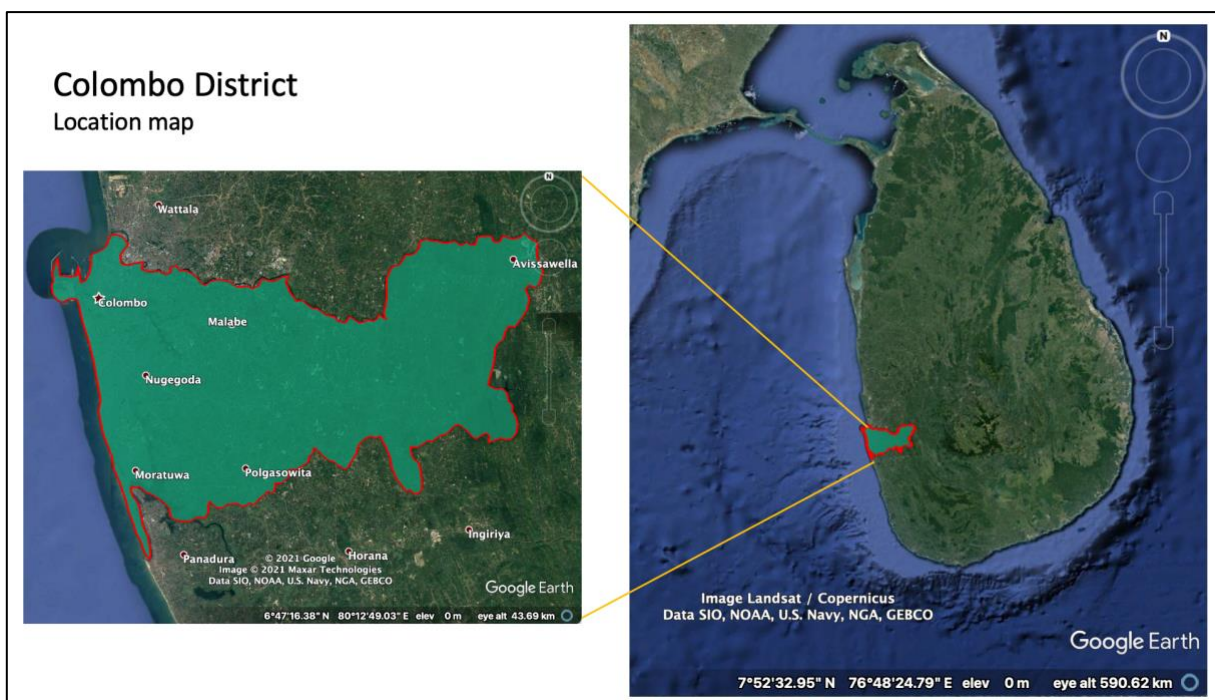 Colombo District
Location map
N
Wattala
Avissawella
Colombo
Malabe
Nugegoda
Moratuwa
Polgasowita
Ingiriya
Panadura
Horana
© 2021 Google
Image © 2021 Maxar Technologies
Data SIO, NOAA, U.S. Navy, NGA, GEBCO
Google Earth
6°47'16.38" N 80°12'49.03" E elev 0 m eye alt 43.69 km
N
Image Landsat / Copernicus
Data SIO, NOAA, U.S. Navy, NGA, GEBCO
Google Earth
7°52'32.95" N 76°48'24.79" E elev 0 m eye alt 590.62 km